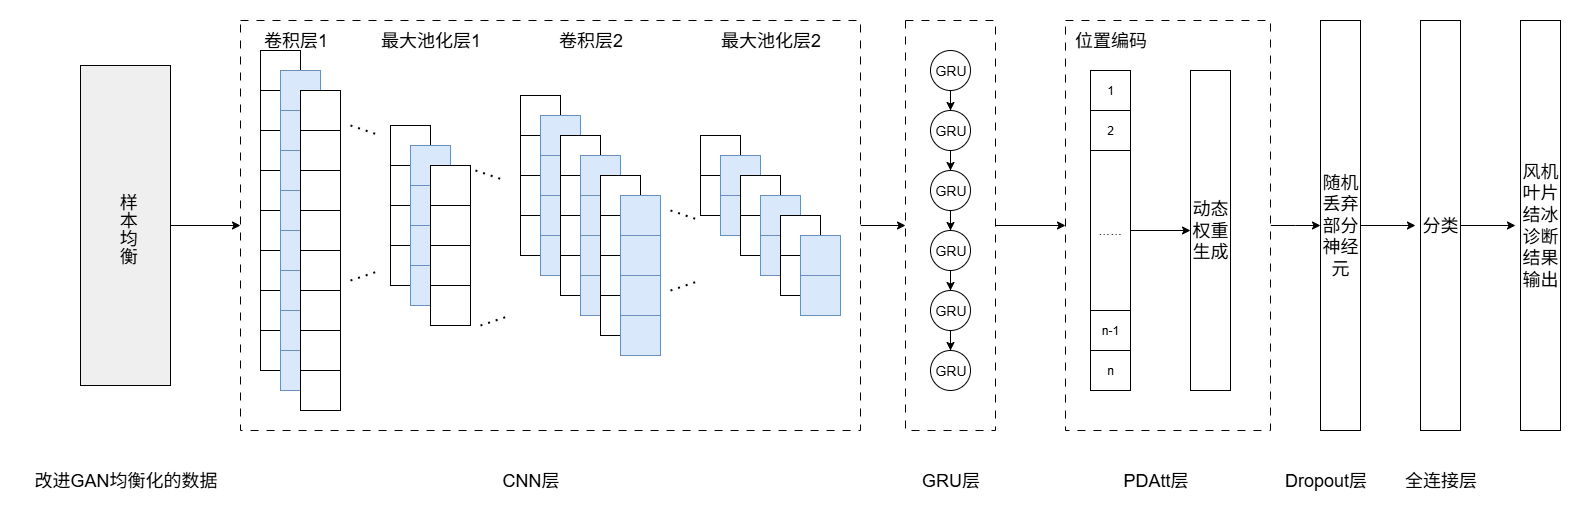 卷积层1
最大池化层1
卷积层2
最大池化层2
位置编码
样
本
均
衡
GRU
GRU
GRU
GRU
GRU
GRU
1
2
……
n-1
n
动态
权重
生成
随机
丢弃
部分
神经
元
分类
风机
叶片
结冰
诊断
结果
输出
改进GAN均衡化的数据
CNN层
GRU层
PDAtt层
Dropout层
全连接层